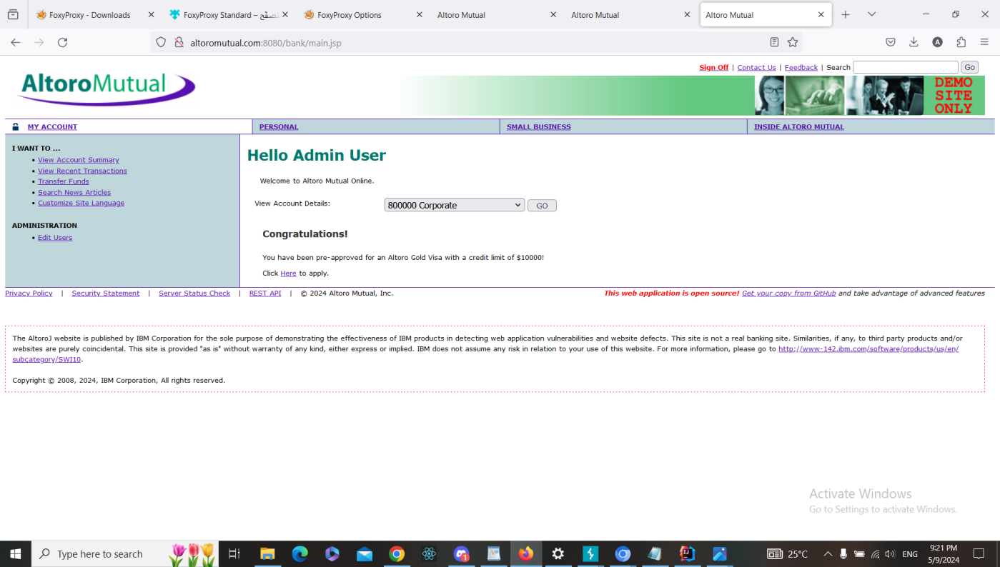 FoxyProxy - Downloads
FoxyProxy Standard – تصفّح
FoxyProxy Options
Altoro Mutual
Altoro Mutual
Altoro Mutual
altoromutual.com:8080/bank/main.jsp
Sign Off | Contact Us | Feedback | Search Go
AltoroMutual
DEMO
SITE
ONLY
MY ACCOUNT
PERSONAL
SMALL BUSINESS
INSIDE ALTORO MUTUAL
I WANT TO ...
• View Account Summary
• View Recent Transactions
• Transfer Funds
• Search News Articles
• Customize Site Language
ADMINISTRATION
• Edit Users
Hello Admin User
Welcome to Altoro Mutual Online.
View Account Details: 800000 Corporate GO
Congratulations!
You have been pre-approved for an Altoro Gold Visa with a credit limit of $10000!
Click Here to apply.
Privacy Policy | Security Statement | Server Status Check | REST API | © 2024 Altoro Mutual, Inc.
This web application is open source! Get your copy from GitHub and take advantage of advanced features
The AltoroJ website is published by IBM Corporation for the sole purpose of demonstrating the effectiveness of IBM products in detecting web application vulnerabilities and website defects. This site is not a real banking site. Similarities, if any, to third party products and/or
websites are purely coincidental. This site is provided "as is" without warranty of any kind, either express or implied. IBM does not assume any risk in relation to your use of this website. For more information, please go to http://www-142.ibm.com/software/products/us/en/
subcategory/SWI10.
Copyright © 2008, 2024, IBM Corporation, All rights reserved.
Activate Windows
Go to Settings to activate Windows.
Type here to search
25°C
ENG
9:21 PM
5/9/2024